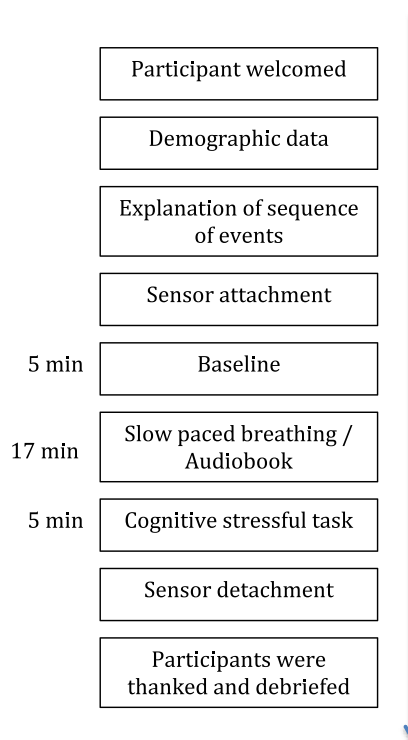 Participant welcomed
Demographic data
Explanation of sequence
of events
Sensor attachment
5 min
Baseline
17 min
Slow paced breathing /
Audiobook
5 min
Cognitive stressful task
Sensor detachment
Participants were
thanked and debriefed